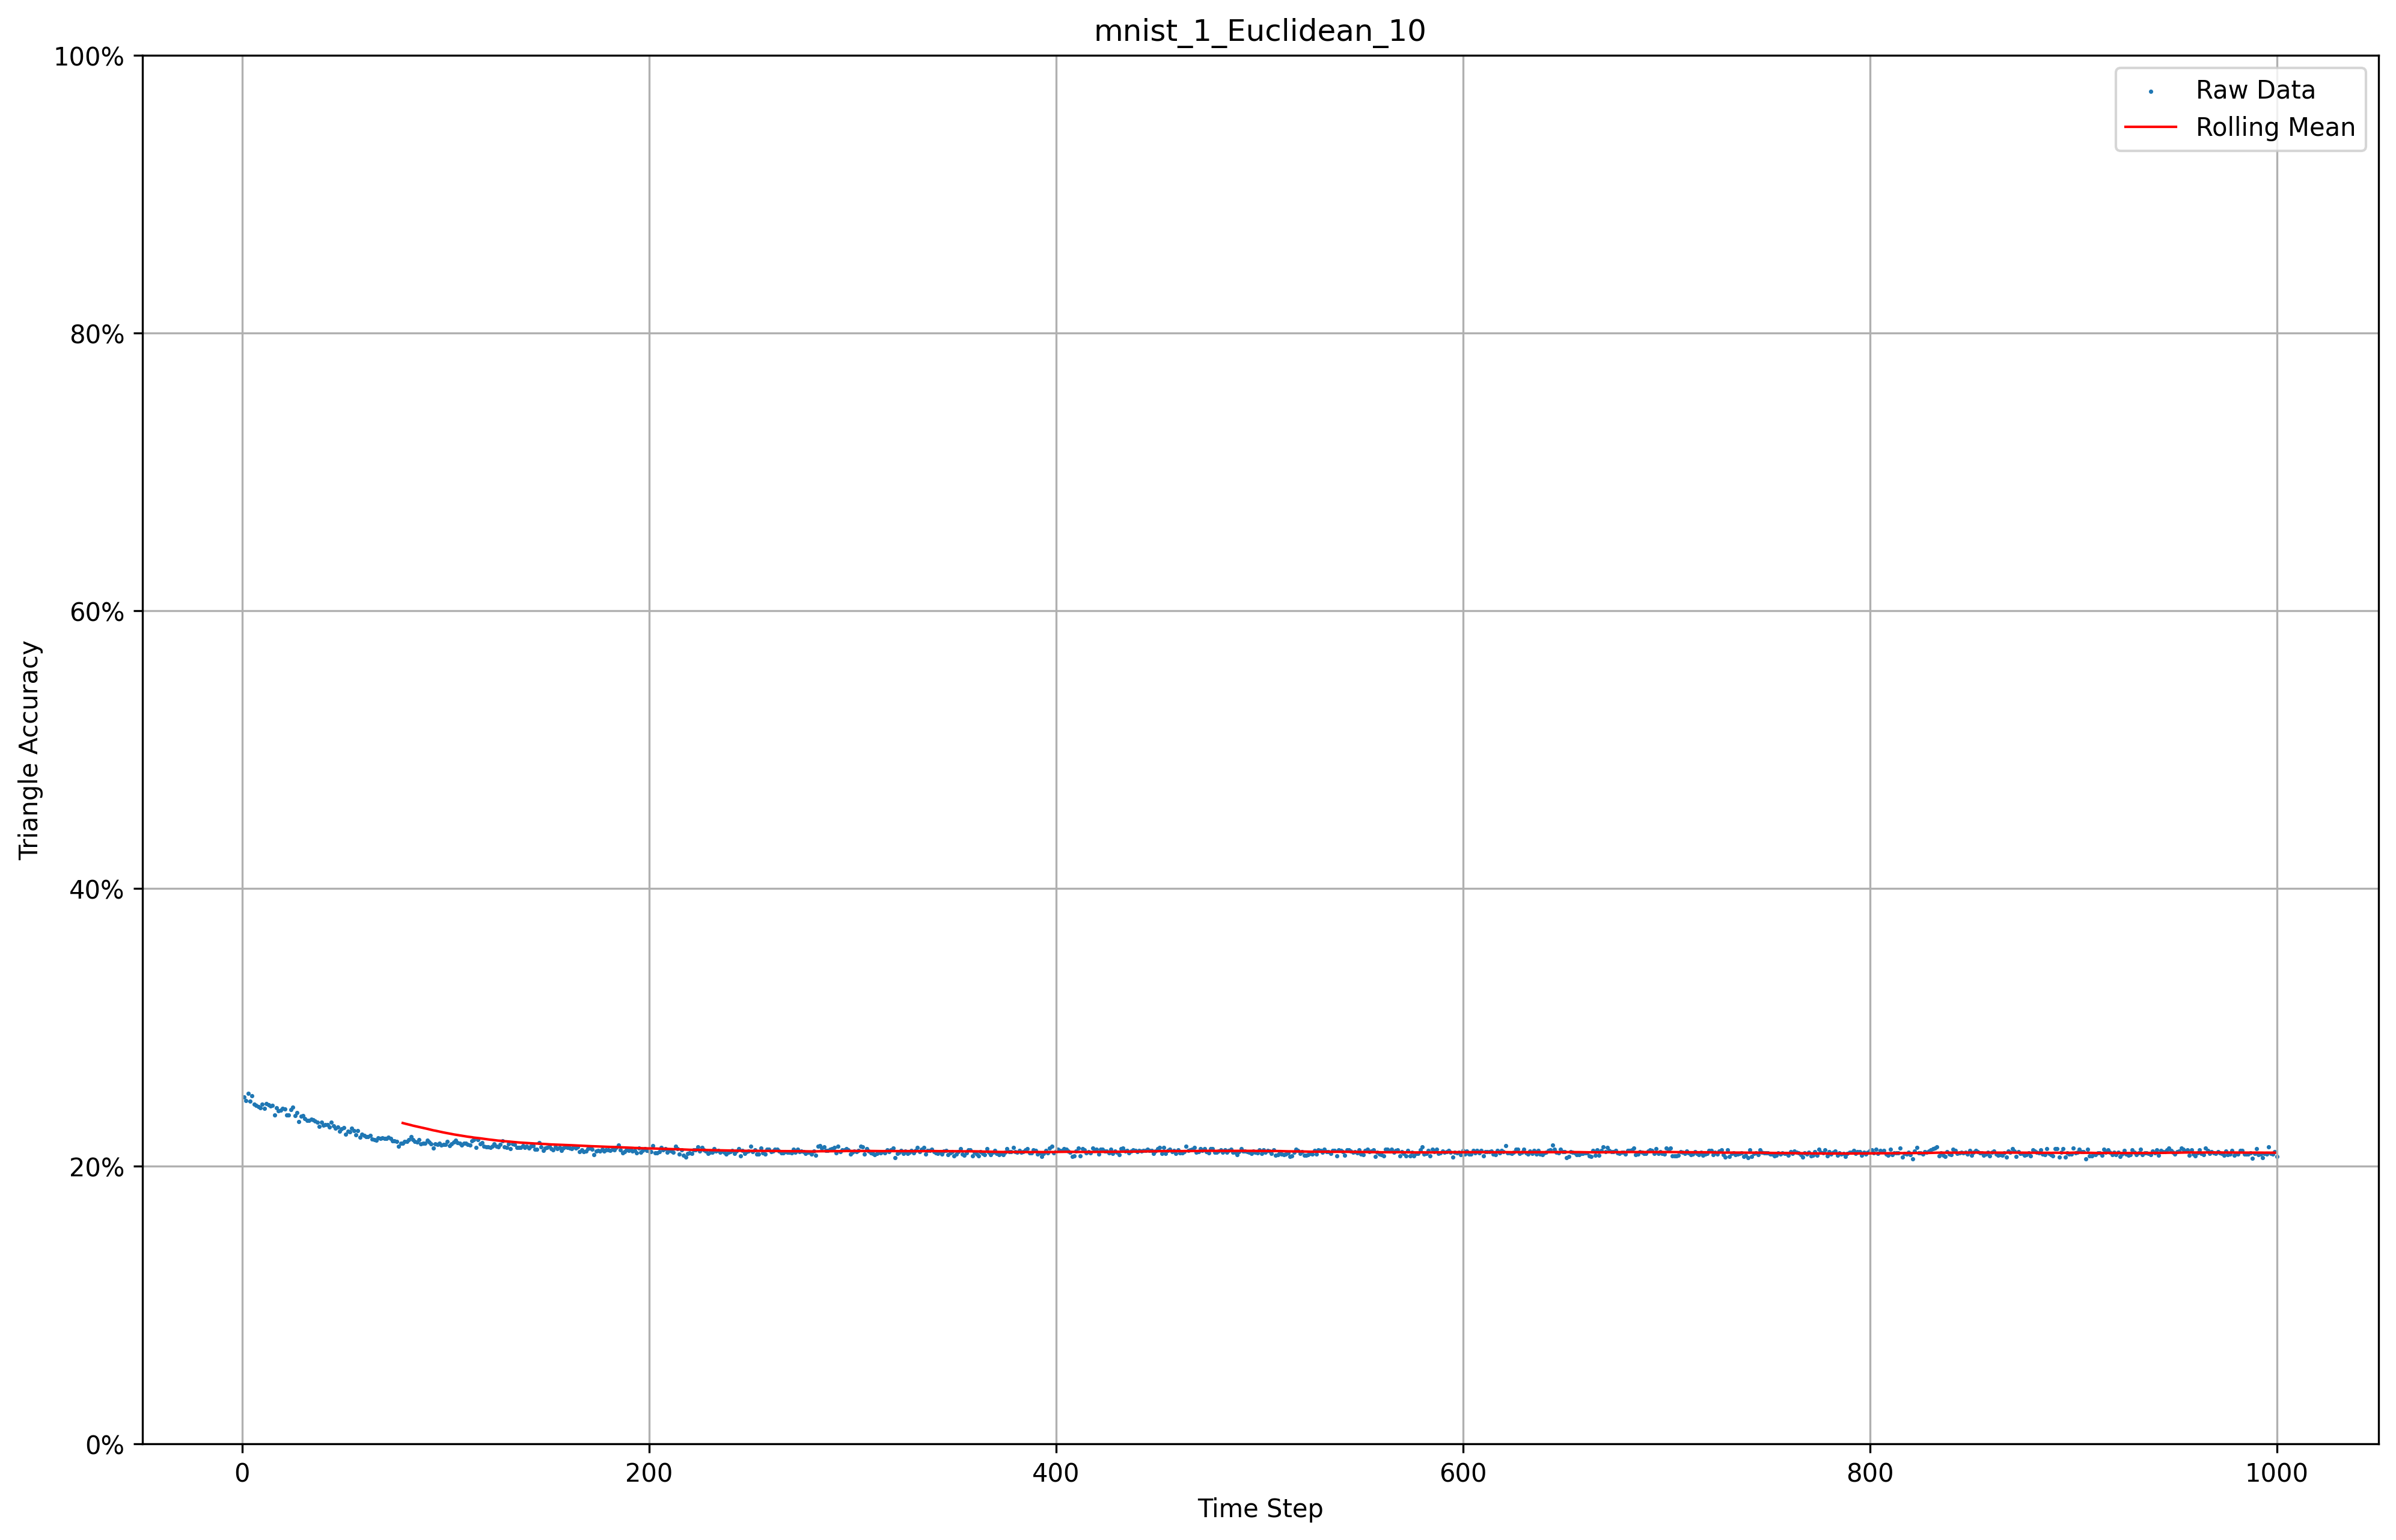 mnist_1_Euclidean_10
100%
80%
60%
40%
20%
0%
Triangle Accuracy
Raw Data
Rolling Mean
0 200 400 600 800 1000
Time Step